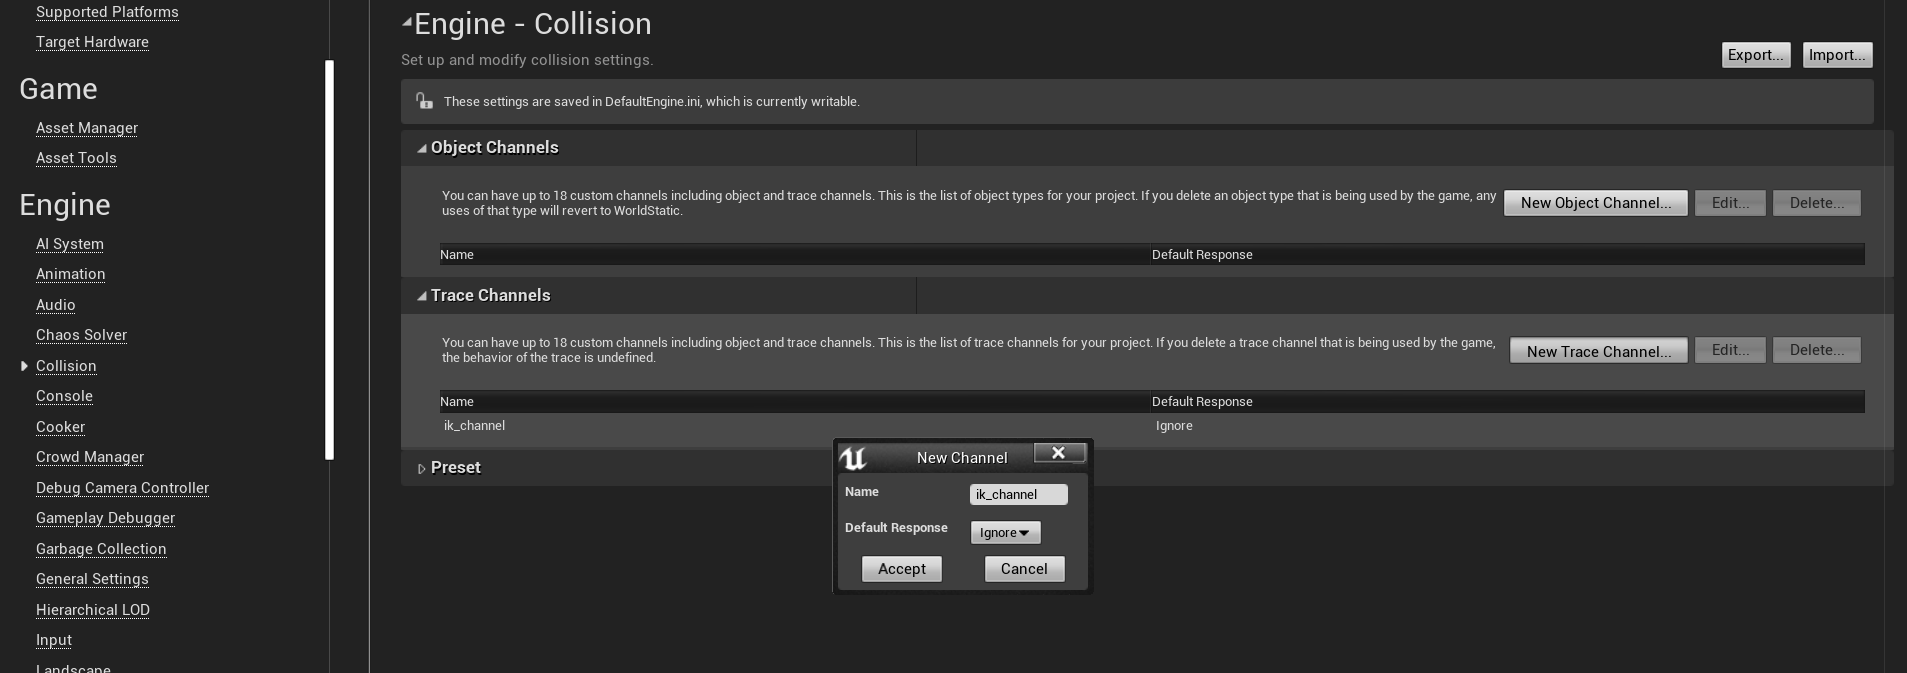 Supported Platforms
Target Hardware
Game
Asset Manager
Asset Tools
Engine
AI System
Animation
Audio
Chaos Solver
Collision
Console
Cooker
Crowd Manager
Debug Camera Controller
Gameplay Debugger
Garbage Collection
General Settings
Hierarchical LOD
Input
Landscape
Engine - Collision
Set up and modify collision settings.
Export...
Import...
These settings are saved in DefaultEngine.ini, which is currently writable.
Object Channels
You can have up to 18 custom channels including object and trace channels. This is the list of object types for your project. If you delete an object type that is being used by the game, any
uses of that type will revert to WorldStatic.
New Object Channel...
Edit...
Delete...
Name
Default Response
Trace Channels
You can have up to 18 custom channels including object and trace channels. This is the list of trace channels for your project. If you delete a trace channel that is being used by the game,
the behavior of the trace is undefined.
New Trace Channel...
Edit...
Delete...
Name
Default Response
ik_channel
Ignore
Preset
New Channel
Name
ik_channel
Default Response
Ignore
Accept
Cancel